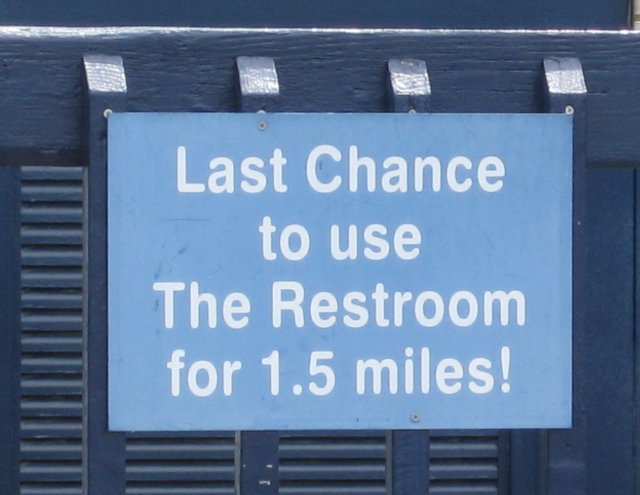 Last Chance
to use
The Restroom
for 1.5 miles!